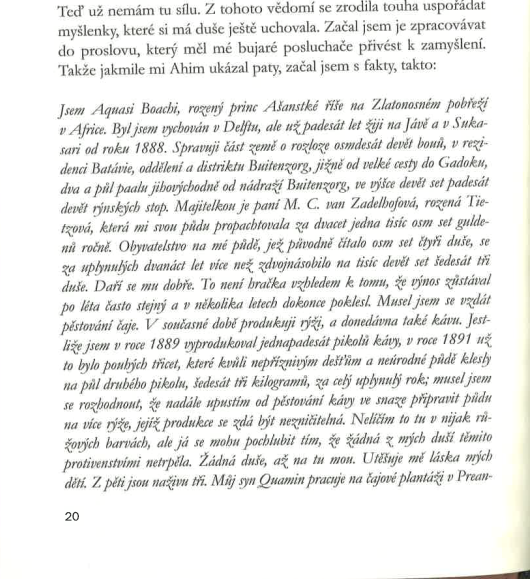 Teď už nemám tu sílu. Z tohoto vědomí se zrodila touha uspořádat
myšlenky, které si má duše ještě uchovala. Začal jsem je zpracovávat
do proslovu, který měl mé bujaré posluchače přivést k zamyšlení.
Takže jakmile mi Ahim ukázal paty, začal jsem s fakty, takto:
Jsem Aquasi Boachi, rozený princ Ašantské říše na Zlatonosném pobřeží
v Africe. Byl jsem vychován v Delftu, ale už padesát let žiji na Jávě a v Suka-
sari od roku 1888. Spravuji část země o rozloze osmdesát devět bouů, v rezi-
denci Batávie, oddělení a distriktu Buitenzorg, jižně od velké cesty do Gadoku,
dva a půl paalu jihovýchodně od nádraží Buitenzorg, ve výšce devět set padesát
devět rýnských stop. Majitelkou je paní M. C. van Zadelhofová, rozená Tie-
tzová, která mi svou půdu propachtovala za dvacet jedna tisíc osm set gulde-
nů ročně. Obyvatelstvo na mé půdě, jež původně čítalo osm set čtyři duše, se
za uplynulých dvanáct let více než zdvojnásobilo na tisíc devět set šedesát tři
duše. Daří se mu dobře. To není hračka vzhledem k tomu, že výnos zůstával
po léta často stejný a v několika letech dokonce poklesl. Musel jsem se vzdát
pěstování čaje. V současné době produkuji rýži, a donedávna také kávu. Jest-
liže jsem v roce 1889 vyprodukoval jednapadesát pikolů kávy, v roce 1891 už
to bylo pouhých třicet, které kvůli nepříznivým dešťům a neúrodné půdě klesly
na půl druhého pikolu, šedesát tři kilogramů, za celý uplynulý rok; musel jsem
se rozhodnout, že nadále upustím od pěstování kávy ve snaze připravit půdu
na více rýže, jejíž produkce se zdá být nezničitelná. Nelíčím to tu v nijak rů-
žových barvách, ale já se mohu pochlubit tím, že žádná z mých duší těmito
protivenstvími netrpěla. Žádná duše, až na tu mou. Utěšuje mě láska mých
dětí. Z pěti jsou naživu tři. Můj syn Quamin pracuje na čajové plantáži v Prean-
20